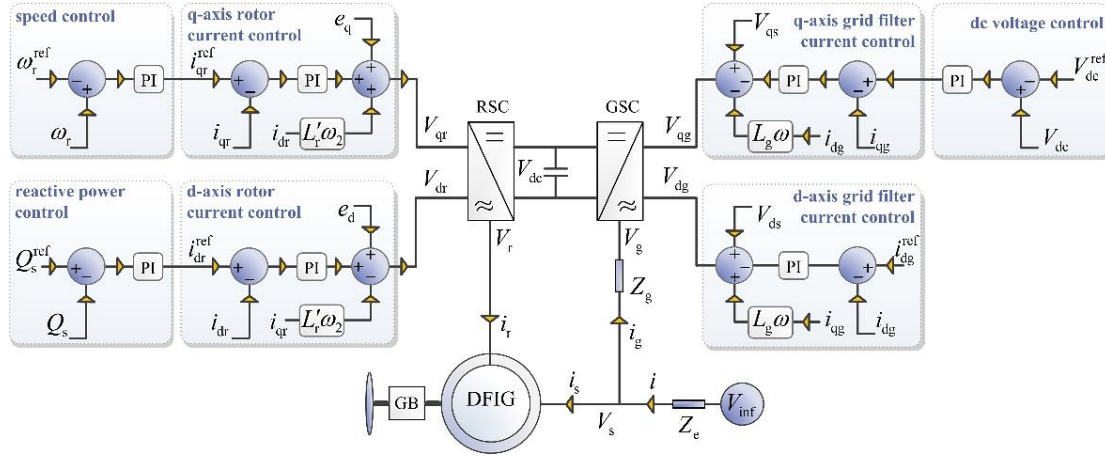 speed control
q-axis rotor
current control
q-axis grid filter
current control
dc voltage control
ω_r^ref
PI
i_qr^ref
PI
e_q
ω_r
i_qr
i_dr
L'_r ω_2
V_qr
RSC
GSC
V_qg
V_qs
PI
PI
V_dc^ref
L_g ω
i_dg
i_qg
V_dc
V_dc
reactive power
control
d-axis rotor
current control
d-axis grid filter
current control
V_dr
V_dg
Q_s^ref
PI
i_dr^ref
PI
e_d
V_ds
PI
i_dg^ref
Q_s
i_dr
i_qr
L'_r ω_2
V_r
V_g
Z_g
L_g ω
i_qg
i_dg
i_r
i_g
GB
DFIG
i_s
V_s
i
Z_e
V_inf